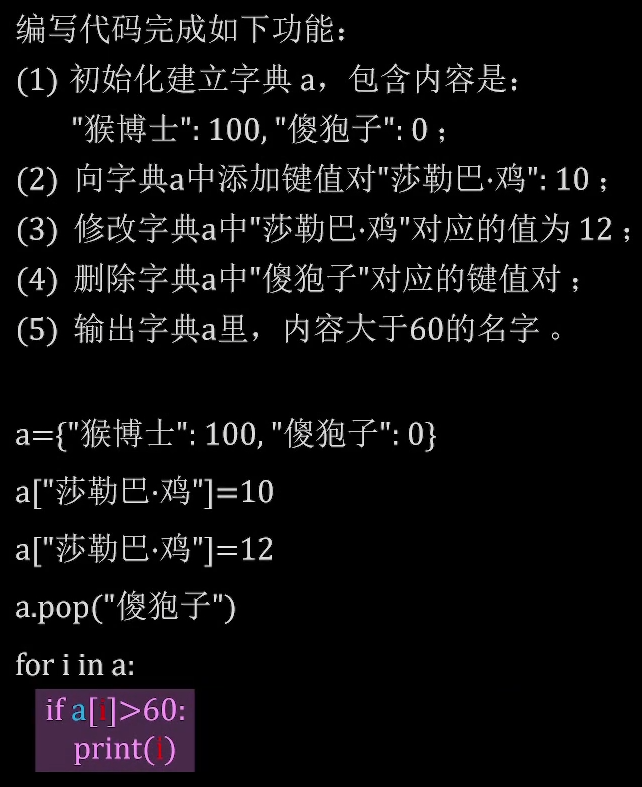 编写代码完成如下功能：
(1) 初始化建立字典 a，包含内容是：
"猴博士": 100, "傻狍子": 0 ；
(2) 向字典a中添加键值对"莎勒巴·鸡": 10 ；
(3) 修改字典a中"莎勒巴·鸡"对应的值为 12 ；
(4) 删除字典a中"傻狍子"对应的键值对 ；
(5) 输出字典a里，内容大于60的名字 。
a={"猴博士": 100, "傻狍子": 0}
a["莎勒巴·鸡"]=10
a["莎勒巴·鸡"]=12
a.pop("傻狍子")
for i in a:
if a[i]>60:
print(i)